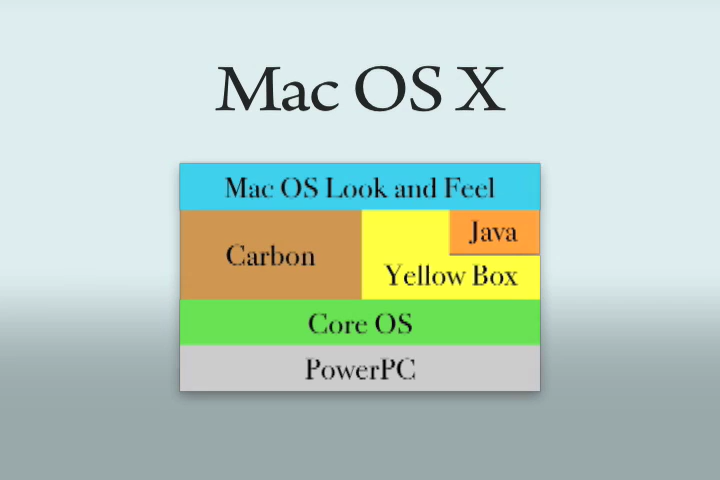 Mac OS X
Mac OS Look and Feel
Java
Carbon
Yellow Box
Core OS
PowerPC